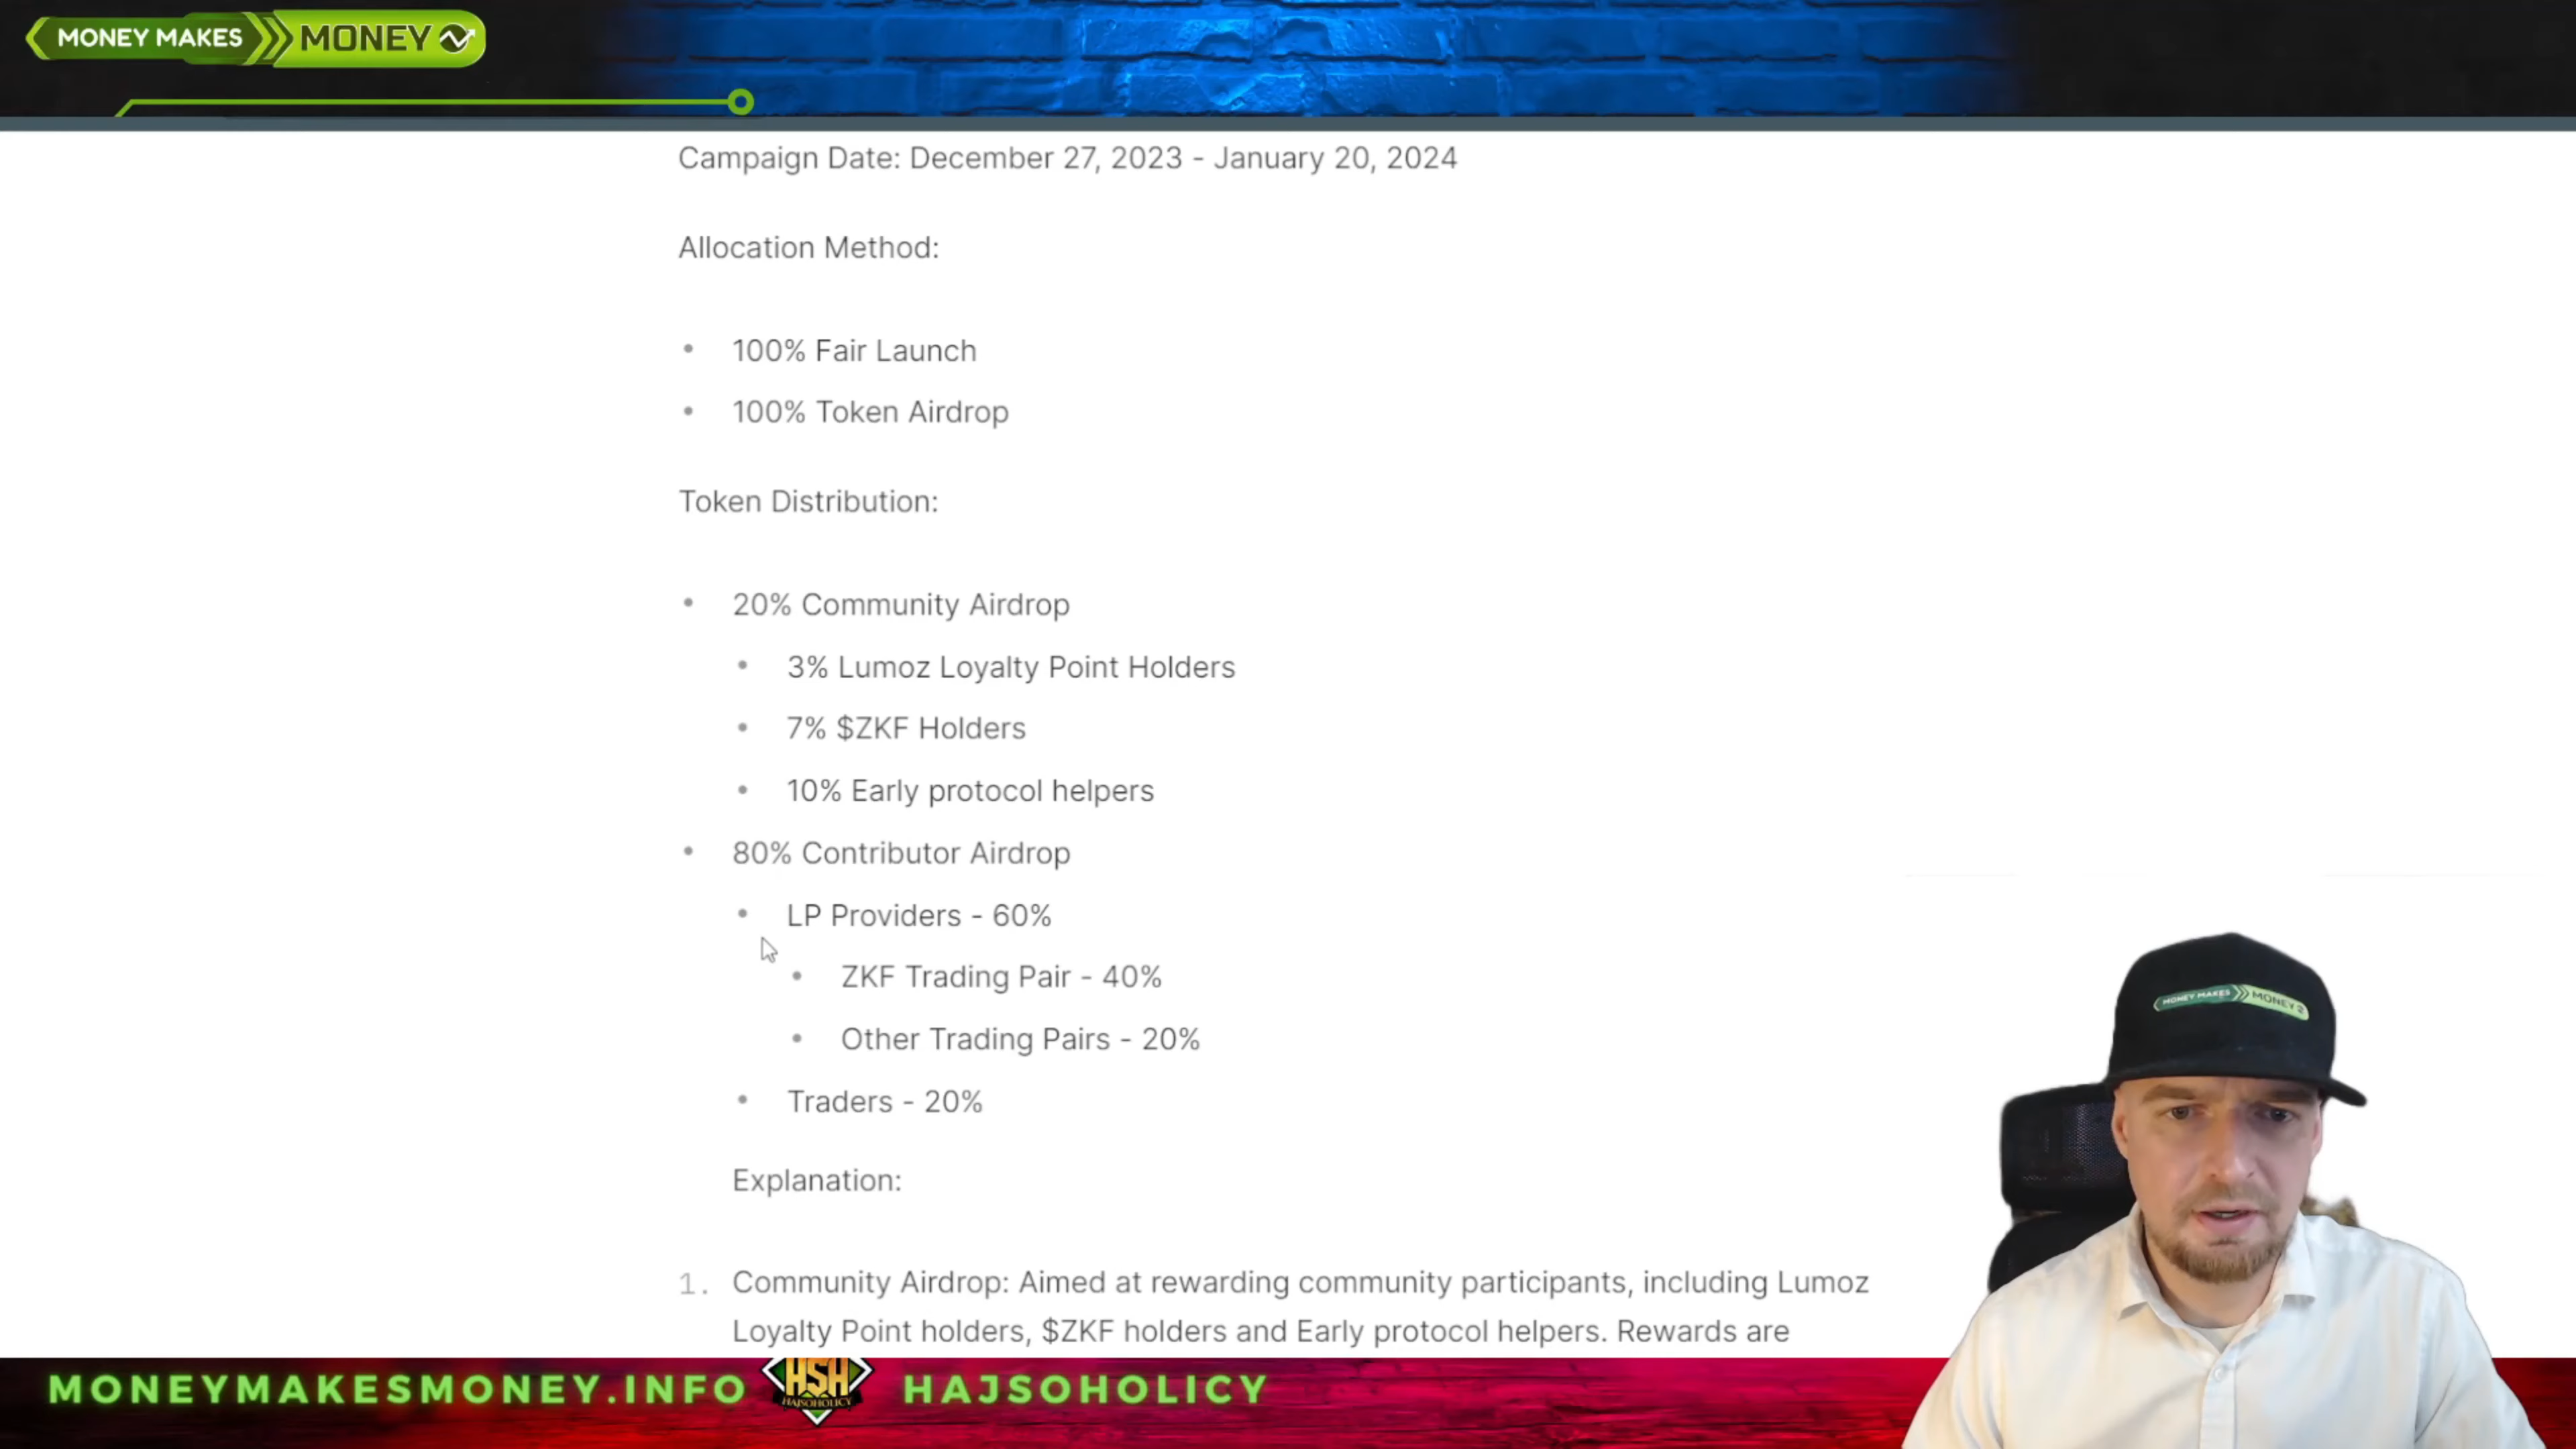 MONEY MAKES MONEY
Campaign Date: December 27, 2023 - January 20, 2024
Allocation Method:
• 100% Fair Launch
• 100% Token Airdrop
Token Distribution:
• 20% Community Airdrop
• 3% Lumoz Loyalty Point Holders
• 7% $ZKF Holders
• 10% Early protocol helpers
• 80% Contributor Airdrop
• LP Providers - 60%
• ZKF Trading Pair - 40%
• Other Trading Pairs - 20%
• Traders - 20%
Explanation:
1. Community Airdrop: Aimed at rewarding community participants, including Lumoz
Loyalty Point holders, $ZKF holders and Early protocol helpers. Rewards are
MONEY MAKES MONEY
MONEYMAKESMONEY.INFO HSH HAJSOHOLICY HAJSOHOLICY